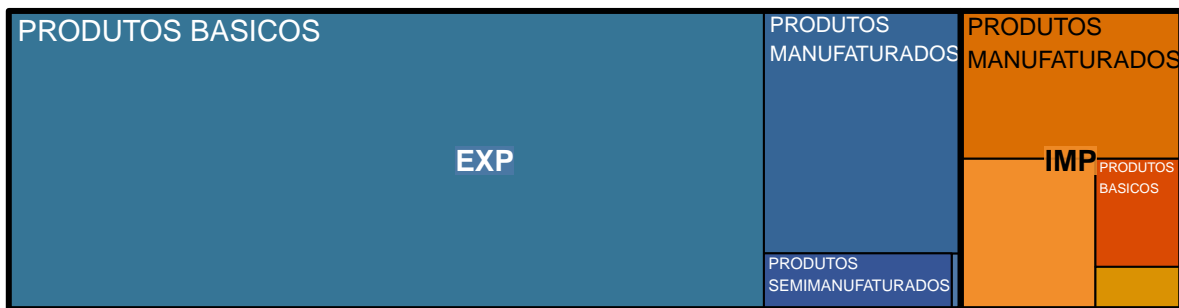 PRODUTOS BASICOS
EXP
PRODUTOS
MANUFATURADOS
PRODUTOS
SEMIMANUFATURADOS
PRODUTOS
MANUFATURADOS
IMP
PRODUTOS
BASICOS